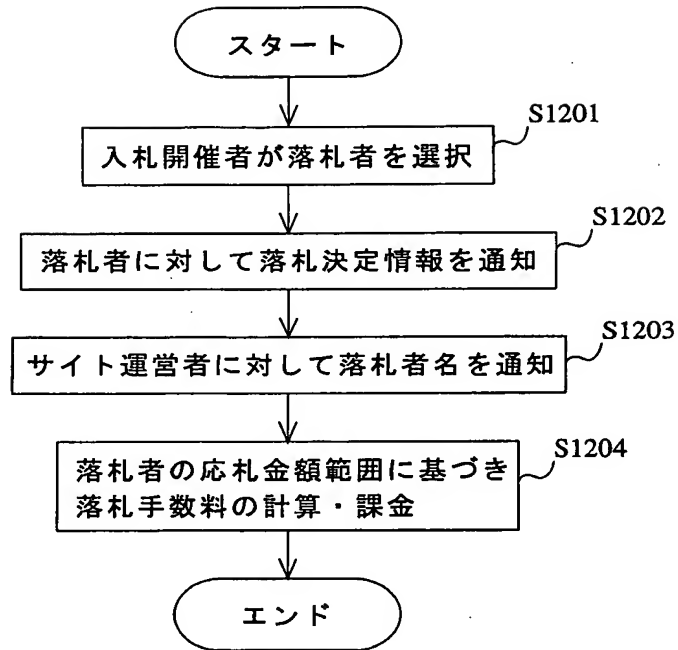 スタート
S1201
入札開催者が落札者を選択
S1202
落札者に対して落札決定情報を通知
S1203
サイト運営者に対して落札者名を通知
S1204
落札者の応札金額範囲に基づき
落札手数料の計算・課金
エンド